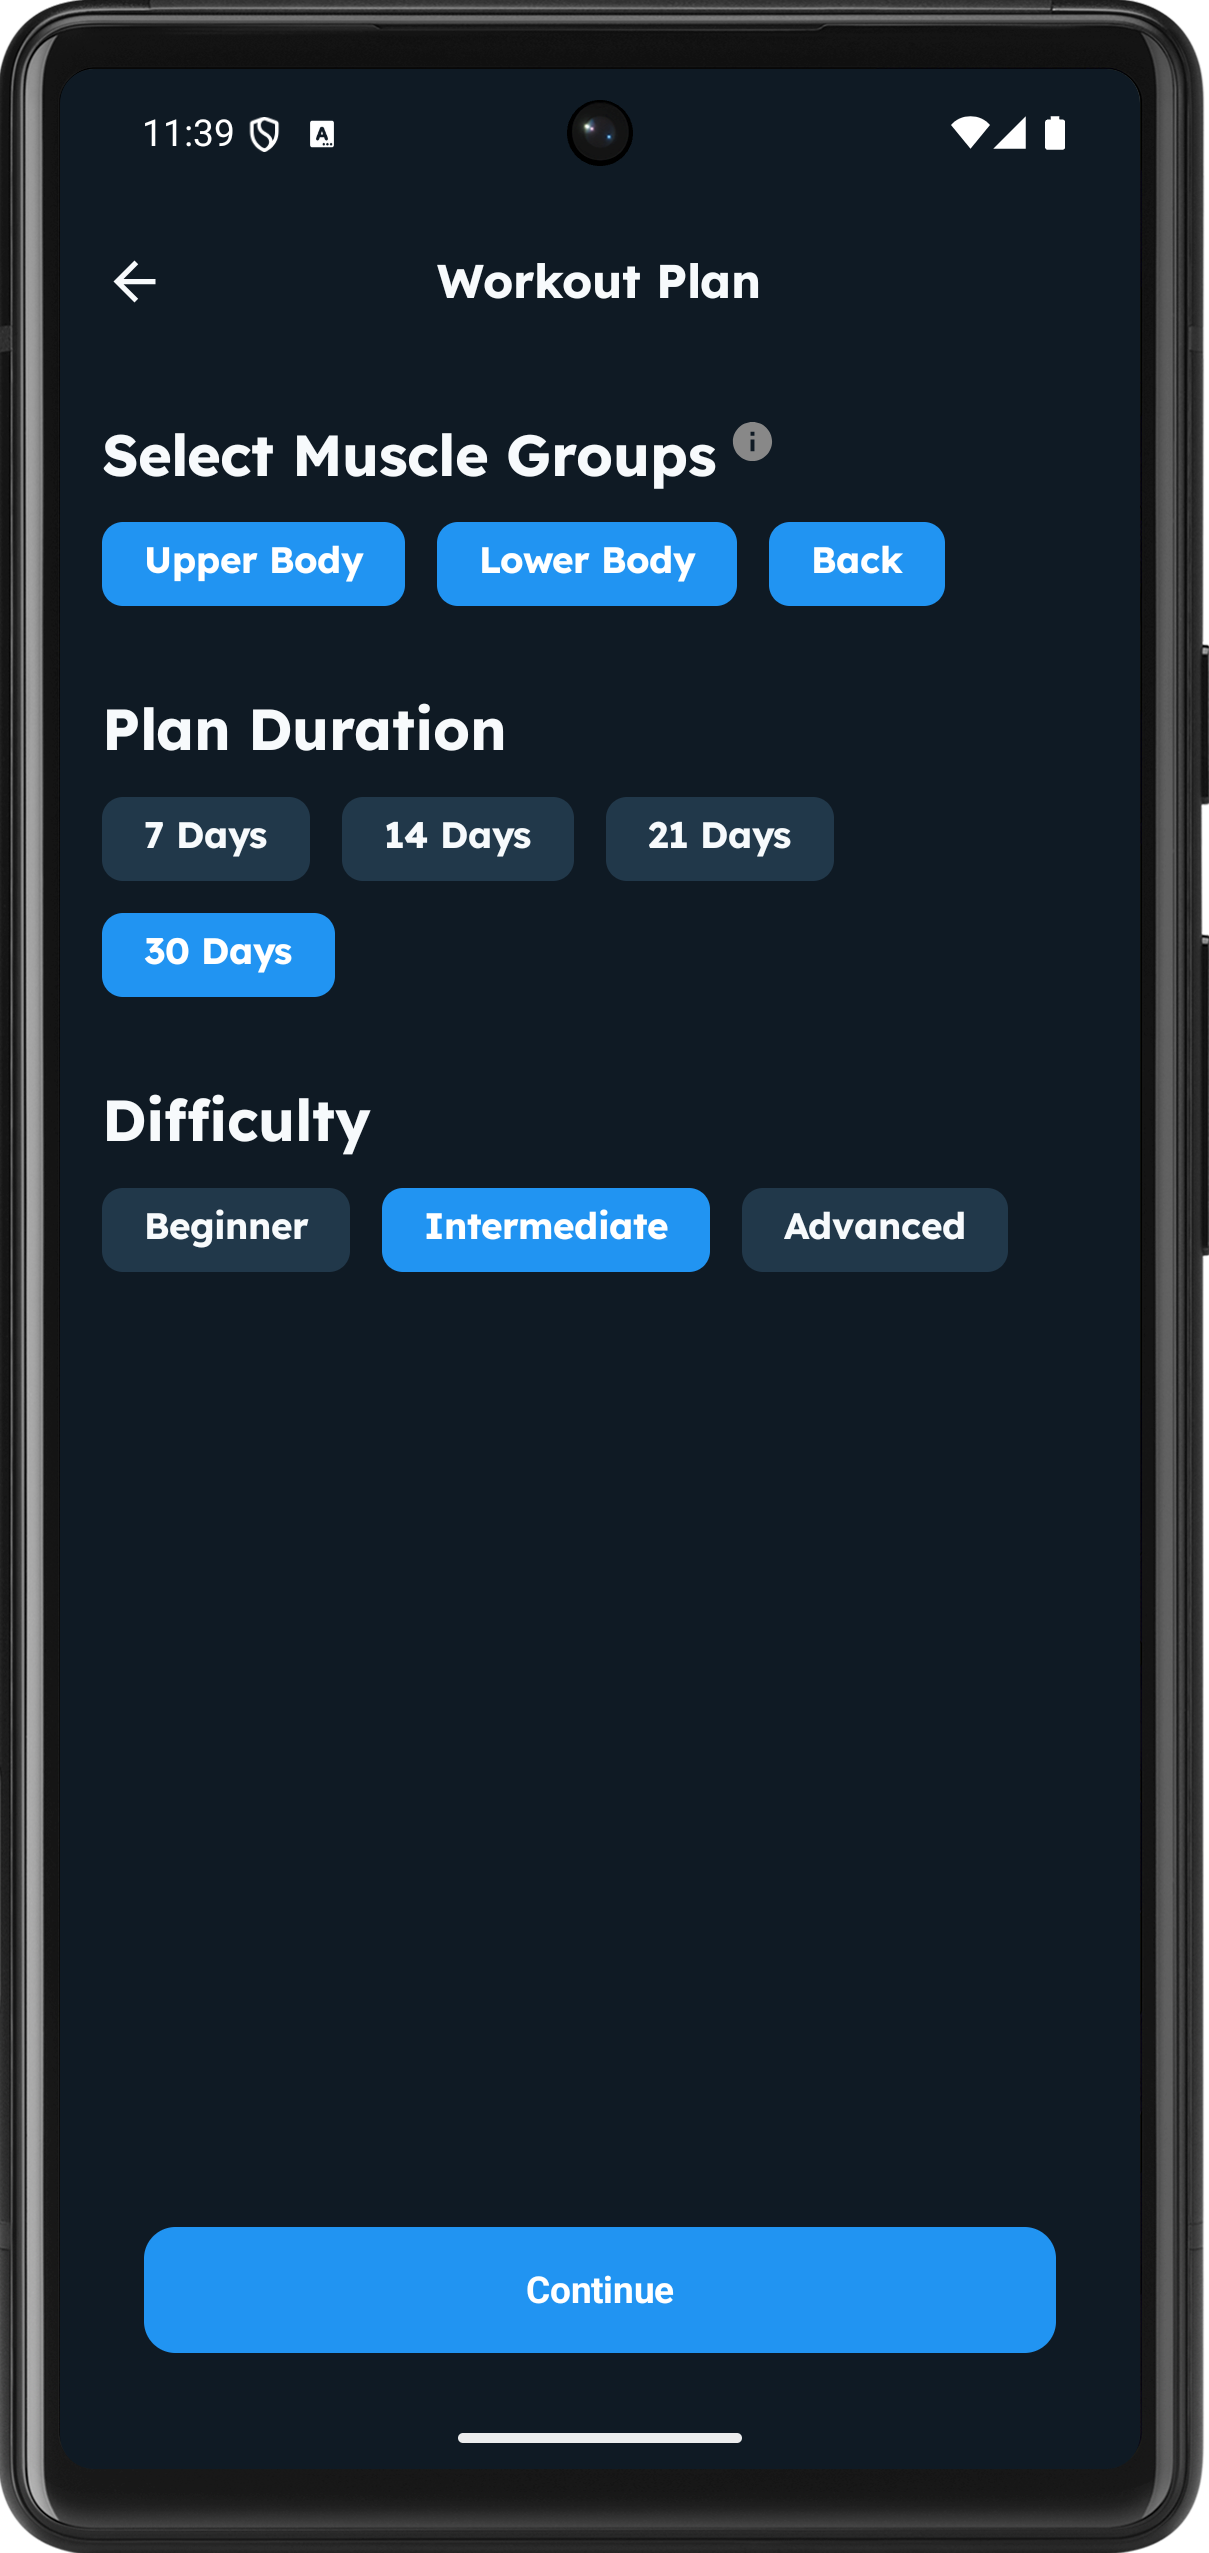 11:39
Workout Plan
Select Muscle Groups
Upper Body Lower Body Back
Plan Duration
7 Days 14 Days 21 Days
30 Days
Difficulty
Beginner Intermediate Advanced
Continue